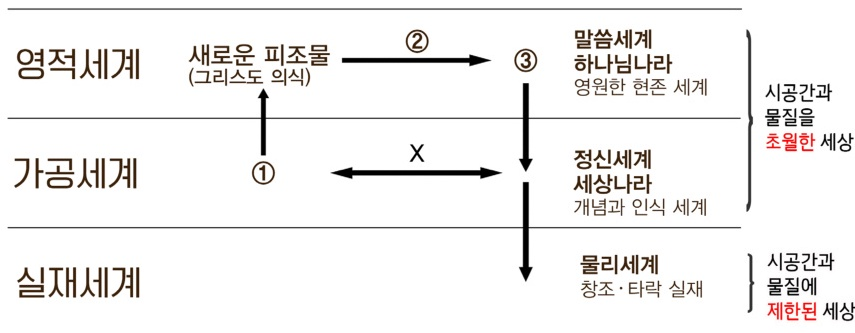 영적세계
새로운 피조물
(그리스도 의식)
②
③
말씀세계
하나님나라
영원한 현존 세계
시공간과
물질을
초월한 세상
가공세계
①
X
정신세계
세상나라
개념과 인식 세계
실재세계
물리세계
창조·타락 실재
시공간과
물질에
제한된 세상